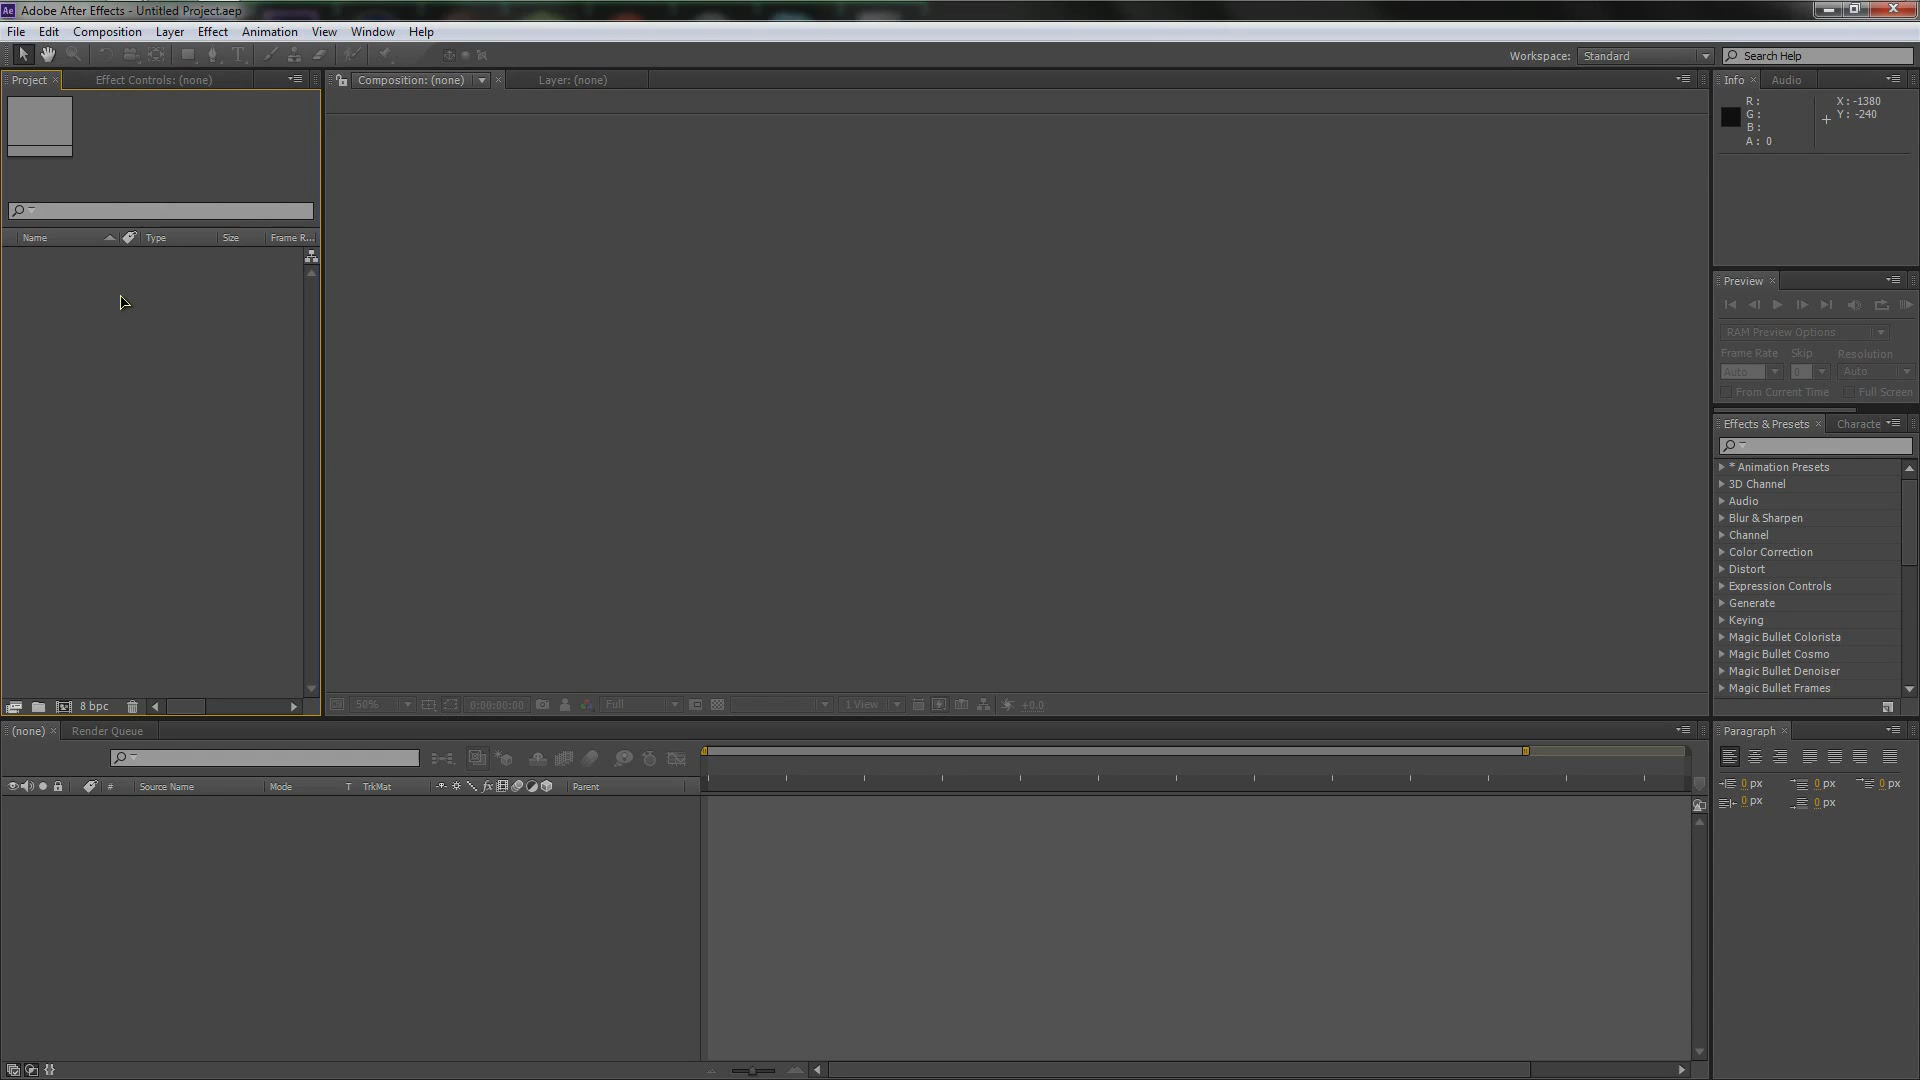 Ae Adobe After Effects - Untitled Project.aep
File Edit Composition Layer Effect Animation View Window Help
T
Workspace: Standard Search Help
Project Effect Controls: (none)
Composition: (none) Layer: (none)
Info Audio
R :
G :
B :
A : 0
X : -1380
Y : -240
Name Type Size Frame R...
Preview
RAM Preview Options
Frame Rate Skip Resolution
Auto 0 Auto
From Current Time Full Screen
Effects & Presets Characte
* Animation Presets
3D Channel
Audio
Blur & Sharpen
Channel
Color Correction
Distort
Expression Controls
Generate
Keying
Magic Bullet Colorista
Magic Bullet Cosmo
Magic Bullet Denoiser
Magic Bullet Frames
8 bpc
50% 0:00:00:00 Full 1 View +0.0
(none) Render Queue
# Source Name Mode T TrkMat fx Parent
Paragraph
0 px 0 px 0 px
0 px 0 px